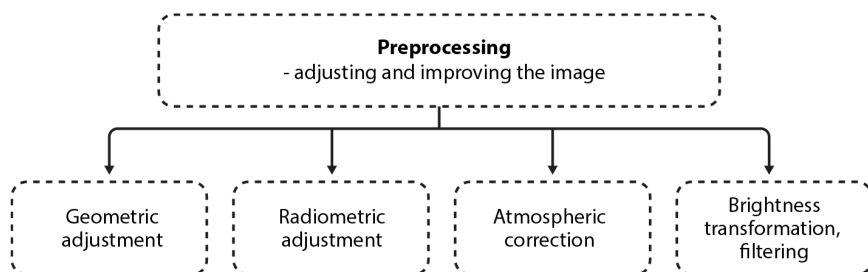 Preprocessing
- adjusting and improving the image
Geometric
adjustment
Radiometric
adjustment
Atmospheric
correction
Brightness
transformation,
filtering